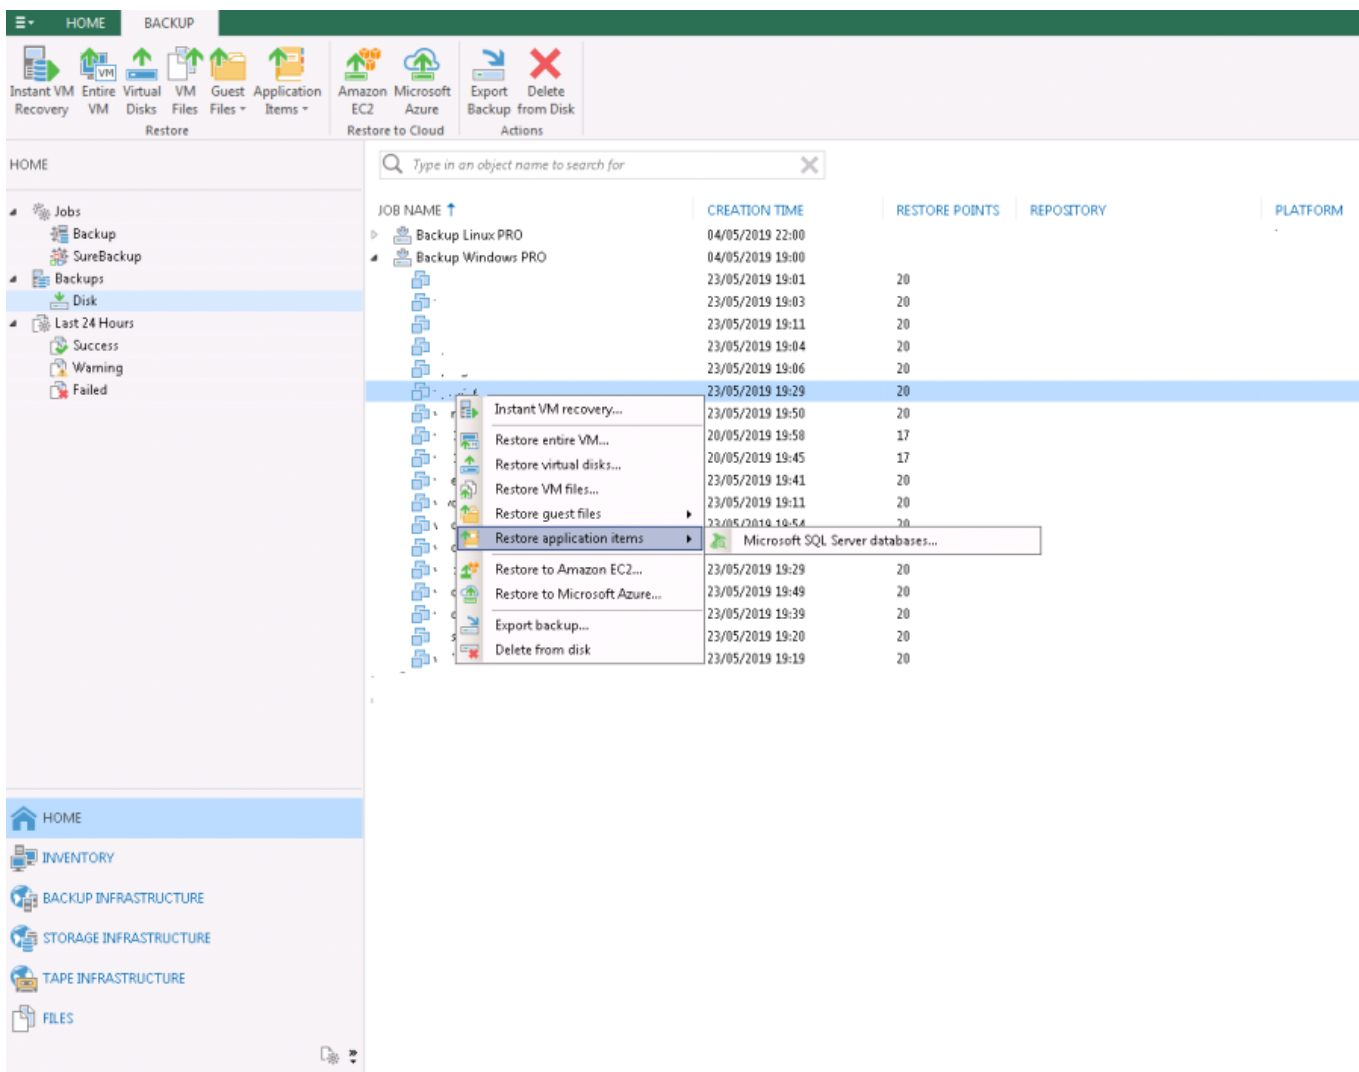 HOME BACKUP
Instant VM Recovery
Entire VM
Virtual Disks
VM Files
Guest Files
Application Items
Amazon EC2
Microsoft Azure
Export Backup
Delete from Disk
Restore Restore to Cloud Actions
HOME
Type in an object name to search for
Jobs
Backup
SureBackup
Backups
Disk
Last 24 Hours
Success
Warning
Failed
JOB NAME CREATION TIME RESTORE POINTS REPOSITORY PLATFORM
Backup Linux PRO 04/05/2019 22:00
Backup Windows PRO 04/05/2019 19:00
23/05/2019 19:01 20
23/05/2019 19:03 20
23/05/2019 19:11 20
23/05/2019 19:04 20
23/05/2019 19:06 20
23/05/2019 19:29 20
23/05/2019 19:50 20
20/05/2019 19:58 17
20/05/2019 19:45 17
23/05/2019 19:41 20
23/05/2019 19:11 20
23/05/2019 19:54 20
23/05/2019 19:29 20
23/05/2019 19:49 20
23/05/2019 19:39 20
23/05/2019 19:20 20
23/05/2019 19:19 20
Instant VM recovery...
Restore entire VM...
Restore virtual disks...
Restore VM files...
Restore guest files
Restore application items
Microsoft SQL Server databases...
Restore to Amazon EC2...
Restore to Microsoft Azure...
Export backup...
Delete from disk
HOME
INVENTORY
BACKUP INFRASTRUCTURE
STORAGE INFRASTRUCTURE
TAPE INFRASTRUCTURE
FILES